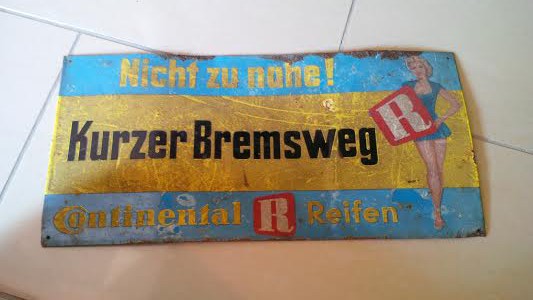 Nicht zu nahe!
Kurzer Bremsweg
R
Continental R Reifen